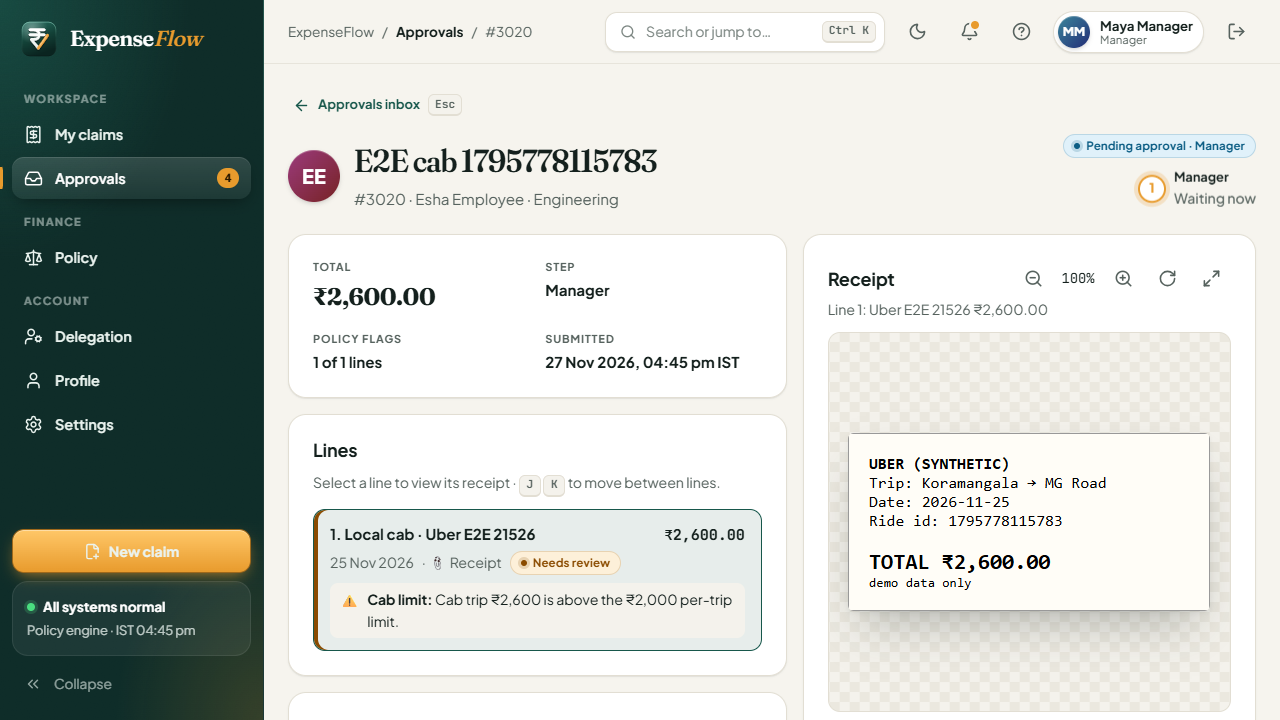 ExpenseFlow
WORKSPACE
My claims
Approvals
4
FINANCE
Policy
ACCOUNT
Delegation
Profile
Settings
New claim
All systems normal
Policy engine · IST 04:45 pm
Collapse
ExpenseFlow / Approvals / #3020
Search or jump to...
Ctrl K
MM
Maya Manager
Manager
Approvals inbox
Esc
EE
E2E cab 1795778115783
#3020 · Esha Employee · Engineering
Pending approval · Manager
1
Manager
Waiting now
TOTAL
₹2,600.00
STEP
Manager
POLICY FLAGS
1 of 1 lines
SUBMITTED
27 Nov 2026, 04:45 pm IST
Lines
Select a line to view its receipt · J K to move between lines.
1. Local cab · Uber E2E 21526
₹2,600.00
25 Nov 2026 · Receipt
Needs review
Cab limit: Cab trip ₹2,600 is above the ₹2,000 per-trip
limit.
Receipt
100%
Line 1: Uber E2E 21526 ₹2,600.00
UBER (SYNTHETIC)
Trip: Koramangala → MG Road
Date: 2026-11-25
Ride id: 1795778115783
TOTAL ₹2,600.00
demo data only